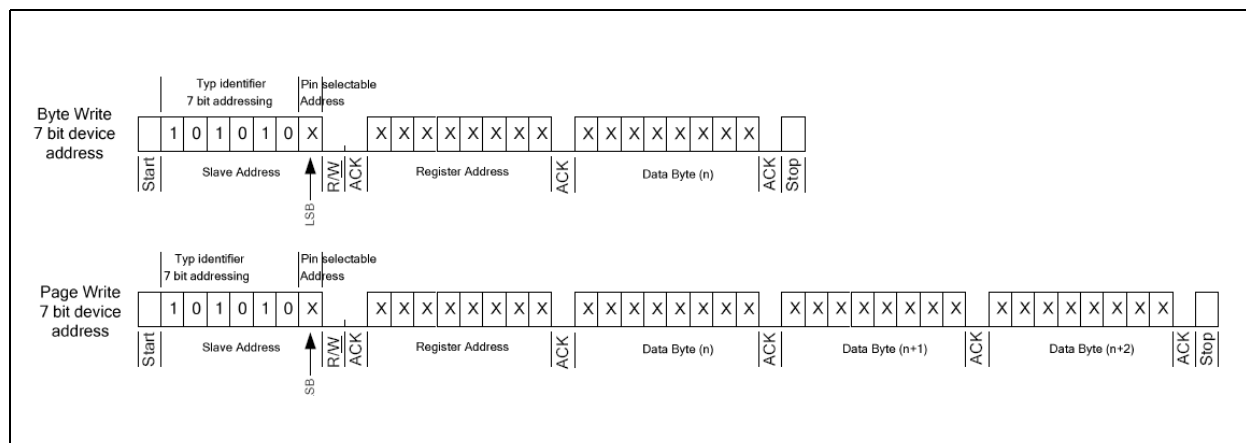 Typ identifier Pin selectable
7 bit addressing Address
Byte Write
7 bit device
address
1 0 1 0 1 0 X X X X X X X X X X X X X X X X X
Start Slave Address LSB R/W ACK Register Address ACK Data Byte (n) ACK Stop
Typ identifier Pin selectable
7 bit addressing Address
Page Write
7 bit device
address
1 0 1 0 1 0 X X X X X X X X X X X X X X X X X X X X X X X X X X X X X X X X X
Start Slave Address .SB R/W ACK Register Address ACK Data Byte (n) ACK Data Byte (n+1) ACK Data Byte (n+2) ACK Stop